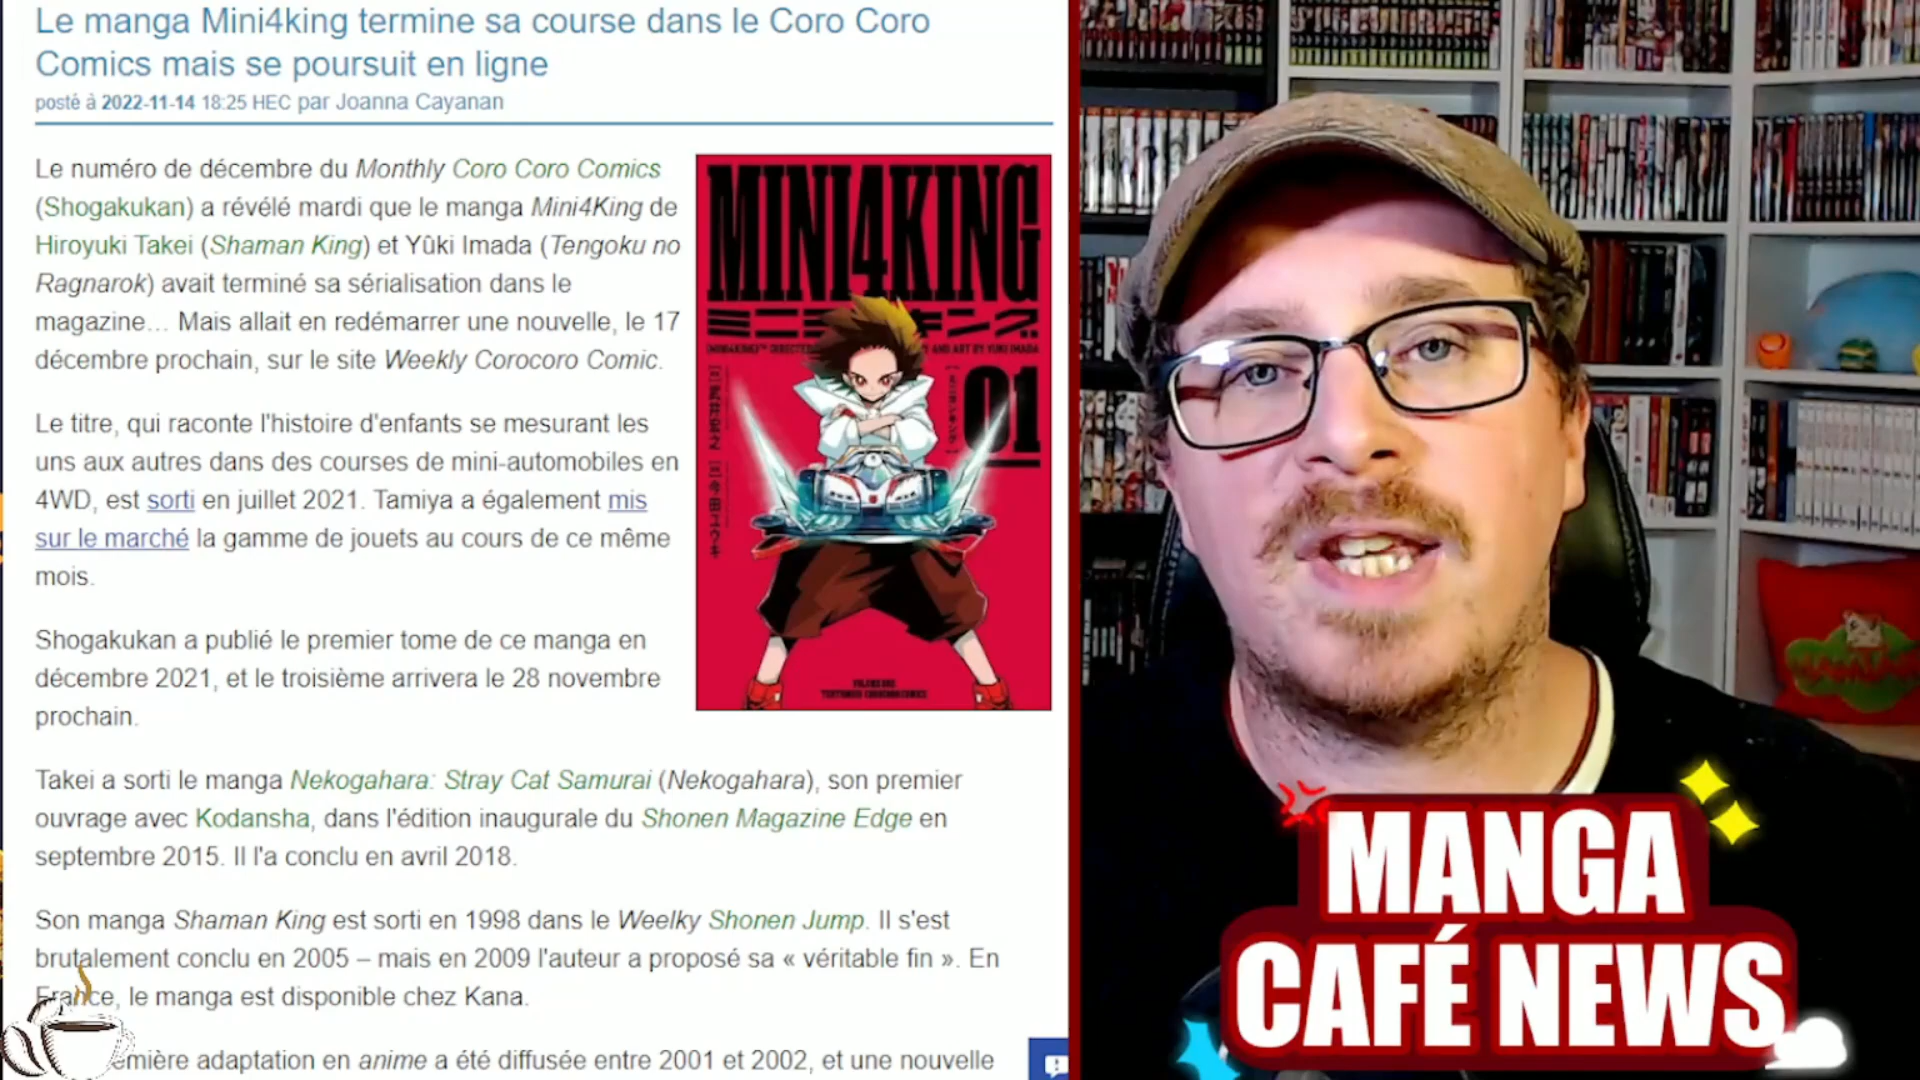 Le manga Mini4king termine sa course dans le Coro Coro
Comics mais se poursuit en ligne
posté à 2022-11-14 18:25 HEC par Joanna Cayanan
Le numéro de décembre du Monthly Coro Coro Comics
(Shogakukan) a révélé mardi que le manga Mini4King de
Hiroyuki Takei (Shaman King) et Yûki Imada (Tengoku no
Ragnarok) avait terminé sa sérialisation dans le
magazine… Mais allait en redémarrer une nouvelle, le 17
décembre prochain, sur le site Weekly Corocoro Comic.
Le titre, qui raconte l'histoire d'enfants se mesurant les
uns aux autres dans des courses de mini-automobiles en
4WD, est sorti en juillet 2021. Tamiya a également mis
sur le marché la gamme de jouets au cours de ce même
mois.
Shogakukan a publié le premier tome de ce manga en
décembre 2021, et le troisième arrivera le 28 novembre
prochain.
Takei a sorti le manga Nekogahara: Stray Cat Samurai (Nekogahara), son premier
ouvrage avec Kodansha, dans l'édition inaugurale du Shonen Magazine Edge en
septembre 2015. Il l'a conclu en avril 2018.
Son manga Shaman King est sorti en 1998 dans le Weelky Shonen Jump. Il s'est
brutalement conclu en 2005 – mais en 2009 l'auteur a proposé sa « véritable fin ». En
France, le manga est disponible chez Kana.
emière adaptation en anime a été diffusée entre 2001 et 2002, et une nouvelle
MINI4KING
AND ART BY YUKI IMADA
01
MANGA
CAFÉ NEWS